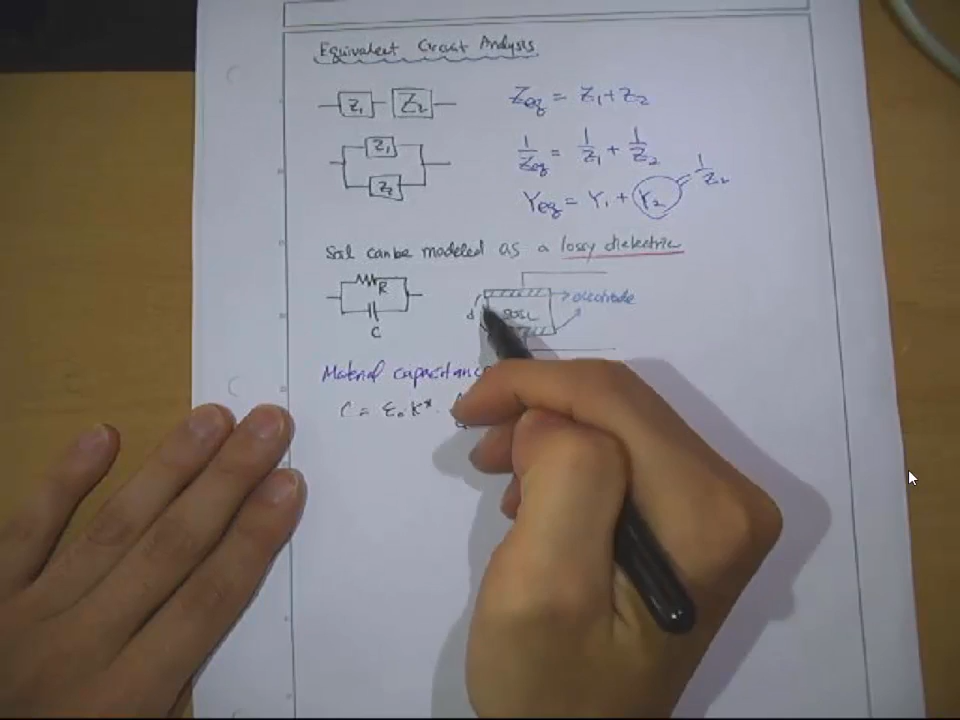 Equivalent Circuit Analysis
Z1 Z2 Zeq = Z1 + Z2
Z1
Z2
1/Zeq = 1/Z1 + 1/Z2
Yeq = Y1 + Y2 = 1/Z2
Soil can be modeled as a lossy dielectric
R
C
d
SOIL
electrode
Material capacitance
C = ε0 · K* ·